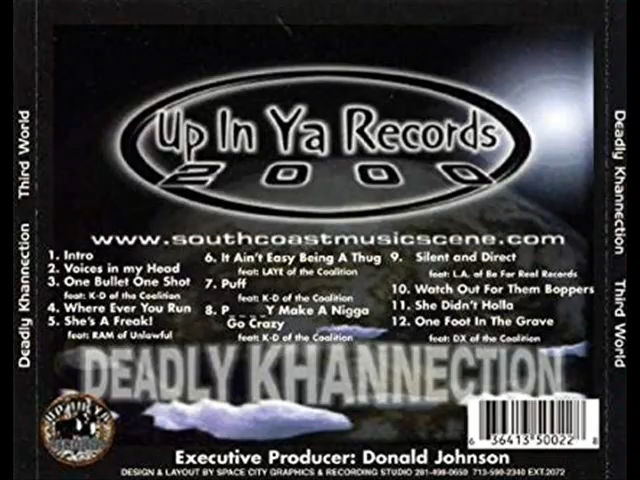 Deadly Khannection Third World
Up In Ya Records
2000
www.southcoastmusicscene.com
1. Intro
2. Voices in my Head
3. One Bullet One Shot
feat: K-D of the Coalition
4. Where Ever You Run
5. She's A Freak!
feat: RAM of Unlawful
6. It Ain't Easy Being A Thug
feat: LAYE of the Coalition
7. Puff
feat: K-D of the Coalition
8. P____Y Make A Nigga
Go Crazy
feat: K-D of the Coalition
9. Silent and Direct
feat: L.A. of Be For Real Records
10. Watch Out For Them Boppers
11. She Didn't Holla
12. One Foot In The Grave
feat: DX of the Coalition
DEADLY KHANNECTION
UP IN YA
RECORDS
6 36413 50022 8
Executive Producer: Donald Johnson
DESIGN & LAYOUT BY SPACE CITY GRAPHICS & RECORDING STUDIO 281-498-0650 713-590-2340 EXT.2072
Deadly Khannection Third World